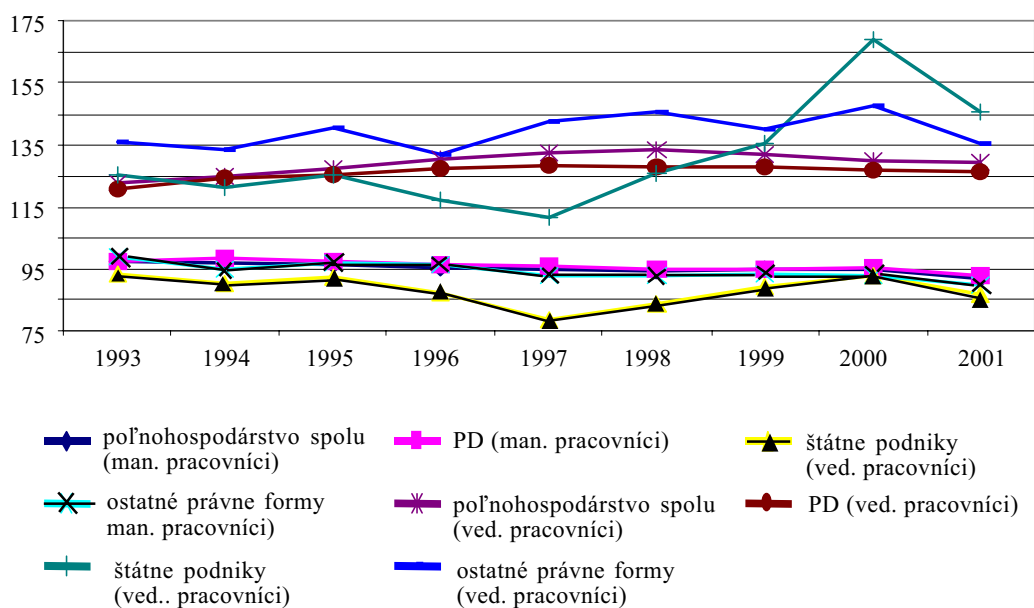 175
155
135
115
95
75
1993 1994 1995 1996 1997 1998 1999 2000 2001
poľnohospodárstvo spolu
(man. pracovníci)
PD (man. pracovníci)
štátne podniky
(ved. pracovníci)
ostatné právne formy
man. pracovníci)
poľnohospodárstvo spolu
(ved. pracovníci)
PD (ved. pracovníci)
štátne podniky
(ved.. pracovníci)
ostatné právne formy
(ved. pracovníci)